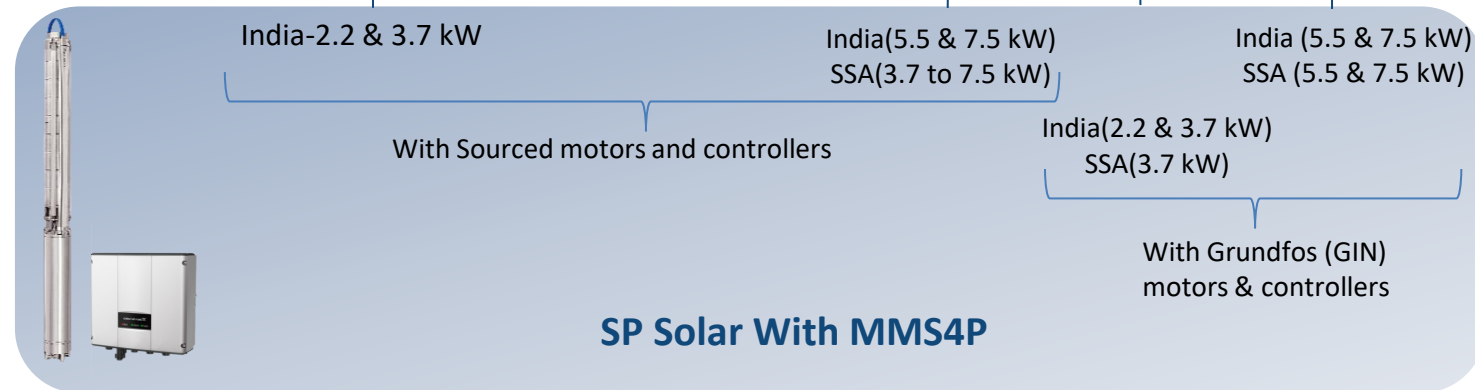 India-2.2 & 3.7 kW
India(5.5 & 7.5 kW)
SSA(3.7 to 7.5 kW)
India (5.5 & 7.5 kW)
SSA (5.5 & 7.5 kW)
With Sourced motors and controllers
India(2.2 & 3.7 kW)
SSA(3.7 kW)
With Grundfos (GIN)
motors & controllers
SP Solar With MMS4P